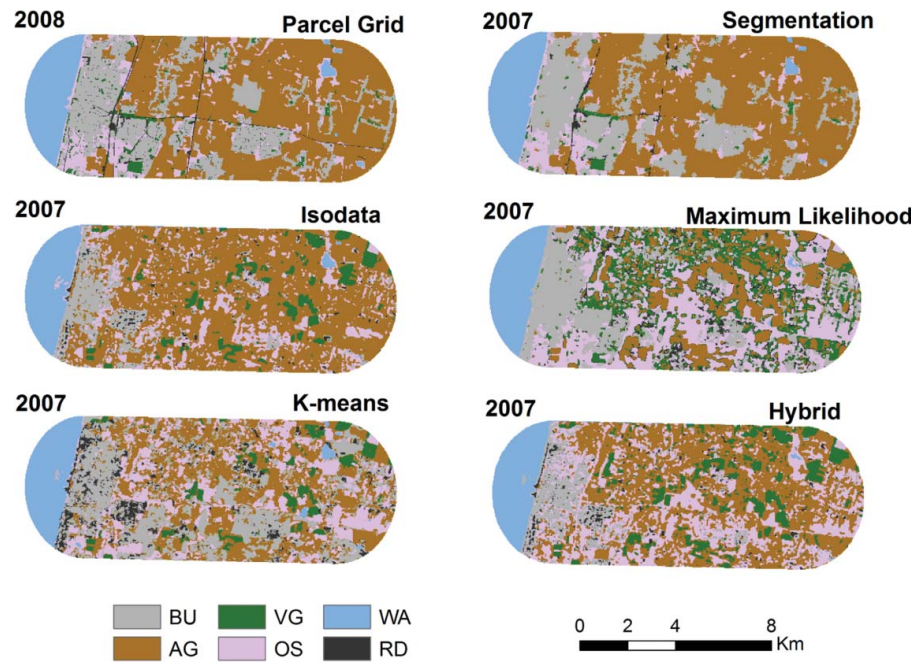 2008 Parcel Grid
2007 Segmentation
2007 Isodata
2007 Maximum Likelihood
2007 K-means
2007 Hybrid
BU VG WA
AG OS RD
0 2 4 8
Km